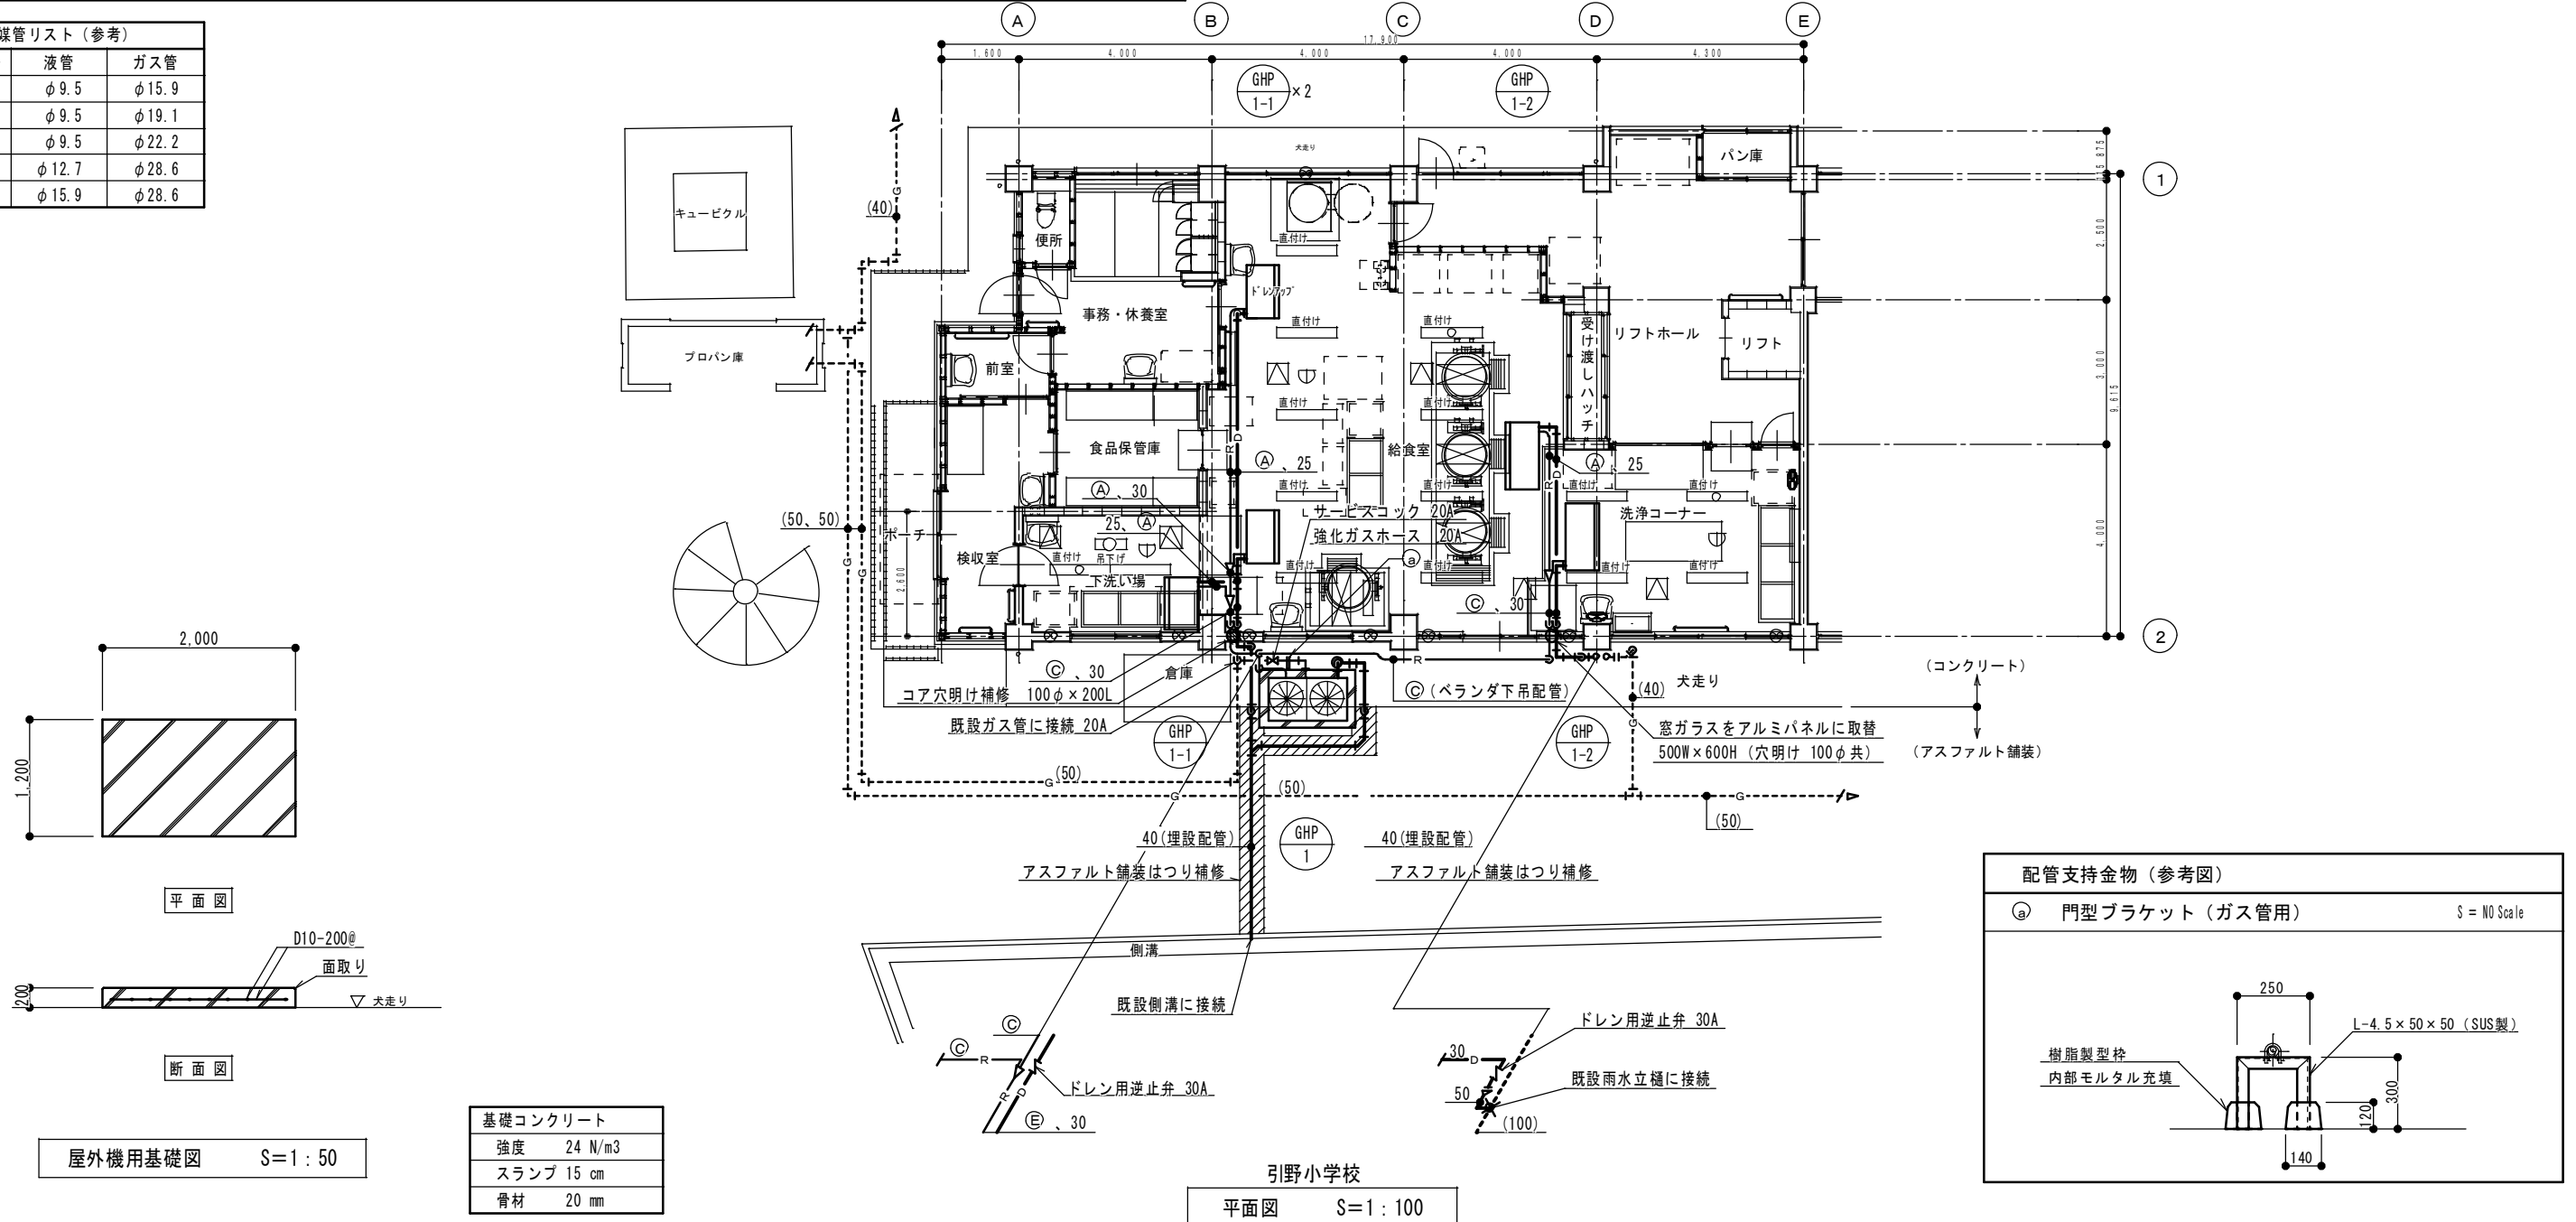 媒管リスト（参考）
液管 ガス管
φ9.5 φ15.9
φ9.5 φ19.1
φ9.5 φ22.2
φ12.7 φ28.6
φ15.9 φ28.6
A B C D E
17,900
1,600 4,000 4,000 4,000 4,300
GHP
1-1 ×2
GHP
1-2
犬走り
パン庫
1
875
2,500
3,000
9,615
4,000
2
G
(40)
キュービクル
プロパン庫
便所
直付け
ドレンアップ
事務・休養室
直付け
直付け
受け渡しハッチ
リフトホール
リフト
前室
直付け
直付け
食品保管庫
R D
Ⓐ、25
給食室
R D
Ⓐ、25
Ⓐ、30
直付け
直付け
直付け
直付け
(50、50)
G G
ポーチ
2,600
検収室
25、Ⓐ
直付け
吊下げ
下洗い場
サービスコック 20A
強化ガスホース 20A
ⓐ
洗浄コーナー
直付け
直付け
直付け
Ⓒ、30
Ⓒ、30
倉庫
コア穴明け補修 100φ×200L
既設ガス管に接続 20A
R
Ⓒ(ベランダ下吊配管)
(40)
G
犬走り
(コンクリート)
(アスファルト舗装)
窓ガラスをアルミパネルに取替
500W×600H (穴明け 100φ共)
GHP
1-1
GHP
1-2
G (50)
G (50)
G
(50)
40(埋設配管)
アスファルト舗装はつり補修
GHP
1
40(埋設配管)
アスファルト舗装はつり補修
側溝
既設側溝に接続
Ⓒ
Ⓒ
R
R D
ドレン用逆止弁 30A
Ⓔ、30
30 D
ドレン用逆止弁 30A
50
既設雨水立樋に接続
(100)
2,000
1,200
平面図
D10-200@
面取り
200
犬走り
断面図
屋外機用基礎図 S=1：50
基礎コンクリート
強度 24 N/m3
スランプ 15 cm
骨材 20 mm
引野小学校
平面図 S=1：100
配管支持金物（参考図）
ⓐ 門型ブラケット（ガス管用） S = NO Scale
250
L-4.5×50×50（SUS製）
樹脂製型枠
内部モルタル充填
300
120
140